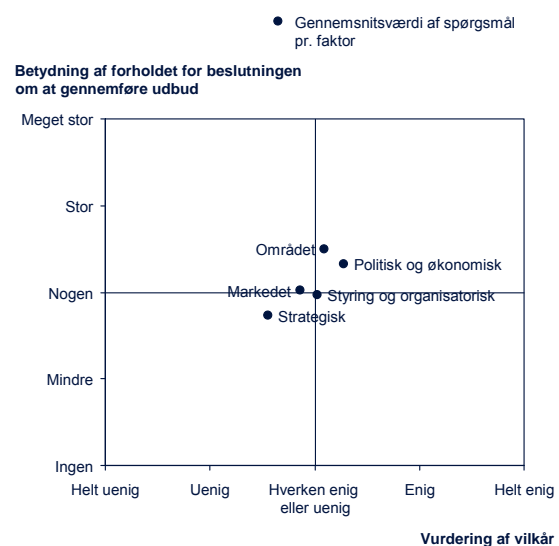 Gennemsnitsværdi af spørgsmål
pr. faktor
Betydning af forholdet for beslutningen
om at gennemføre udbud
Meget stor
Stor
Området
Politisk og økonomisk
Nogen
Markedet
Styring og organisatorisk
Strategisk
Mindre
Ingen
Helt uenig
Uenig
Hverken enig
eller uenig
Enig
Helt enig
Vurdering af vilkår